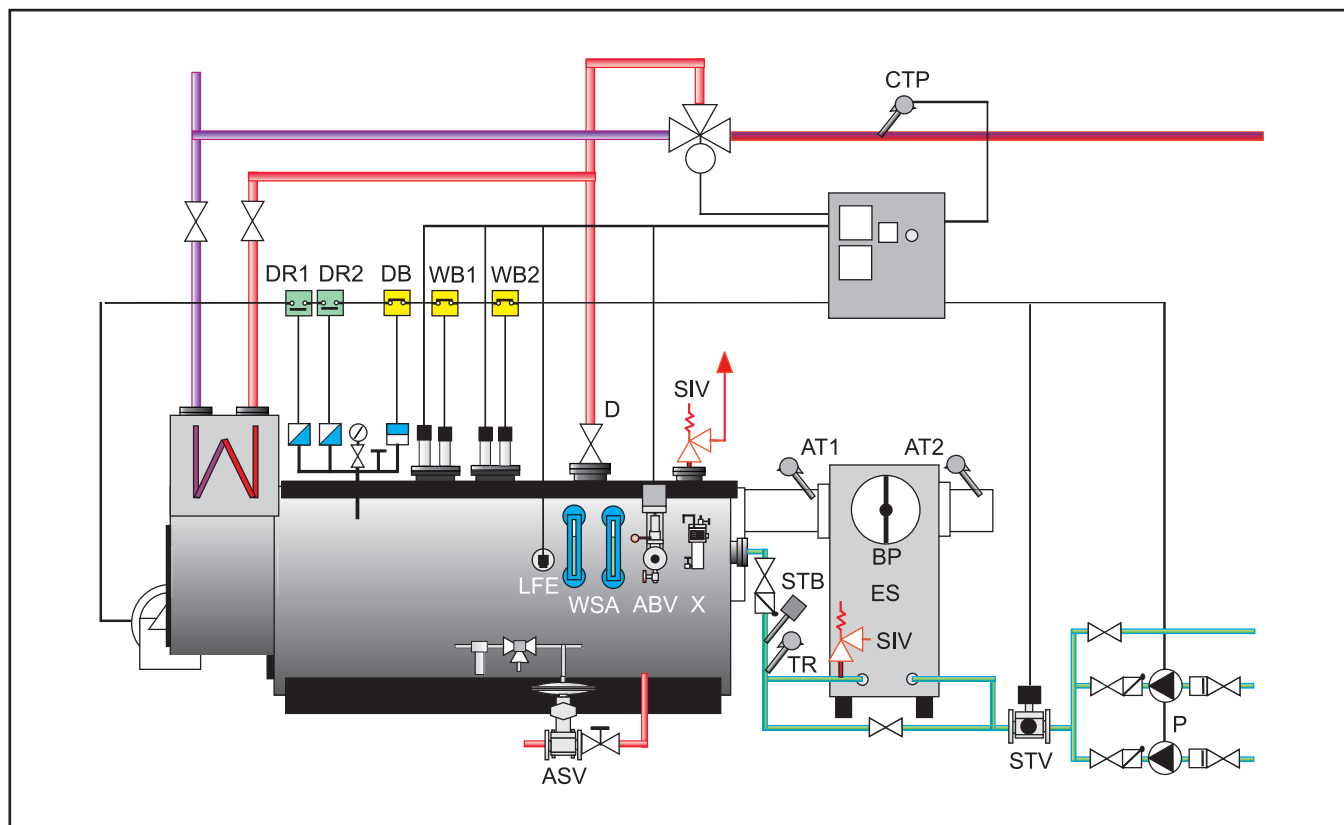 CTP
DR1 DR2 DB WB1 WB2
SIV
D
AT1 AT2
BP
LFE WSA ABV X
STB ES
SIV
TR
P
ASV
STV